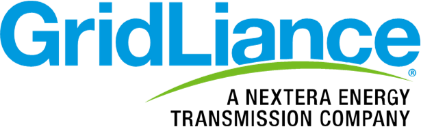 GridLiance®
A NEXTERA ENERGY
TRANSMISSION COMPANY